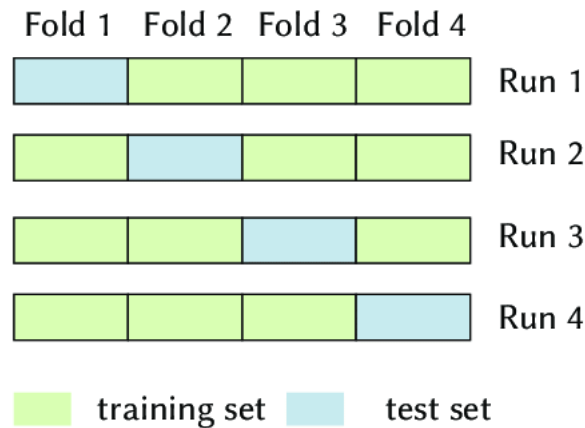 Fold 1 Fold 2 Fold 3 Fold 4
Run 1
Run 2
Run 3
Run 4
training set test set